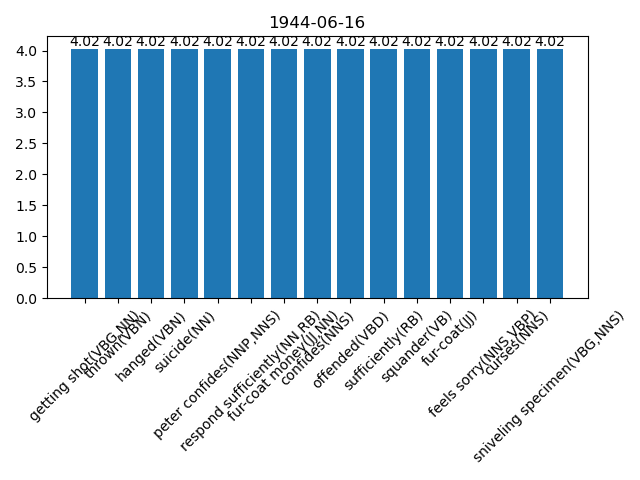 1944-06-16
4.02 4.02 4.02 4.02 4.02 4.02 4.02 4.02 4.02 4.02 4.02 4.02 4.02 4.02 4.02
4.0
3.5
3.0
2.5
2.0
1.5
1.0
0.5
0.0
getting shot(VBG,NN)
thrown(VBN)
hanged(VBN)
suicide(NN)
peter confides(NNP,NNS)
respond sufficiently(NN,RB)
fur-coat money(JJ,NN)
confides(NNS)
offended(VBD)
sufficiently(RB)
squander(VB)
fur-coat(JJ)
feels sorry(NNS,VBP)
curses(NNS)
sniveling specimen(VBG,NNS)